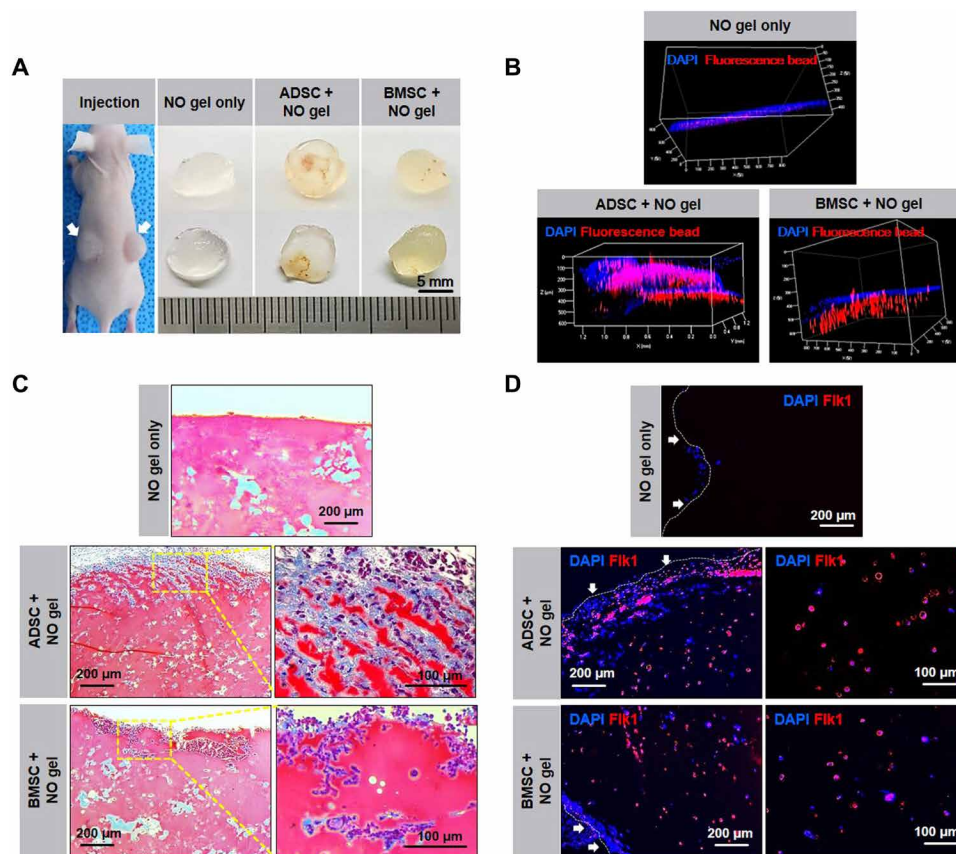 A
Injection
NO gel only
ADSC +
NO gel
BMSC +
NO gel
5 mm
B
NO gel only
DAPI Fluorescence bead
ADSC + NO gel
DAPI Fluorescence bead
BMSC + NO gel
DAPI Fluorescence bead
C
NO gel only
200 µm
ADSC +
NO gel
200 µm
100 µm
BMSC +
NO gel
200 µm
100 µm
D
NO gel only
DAPI Flk1
200 µm
ADSC +
NO gel
DAPI Flk1
200 µm
DAPI Flk1
100 µm
BMSC +
NO gel
DAPI Flk1
200 µm
DAPI Flk1
100 µm